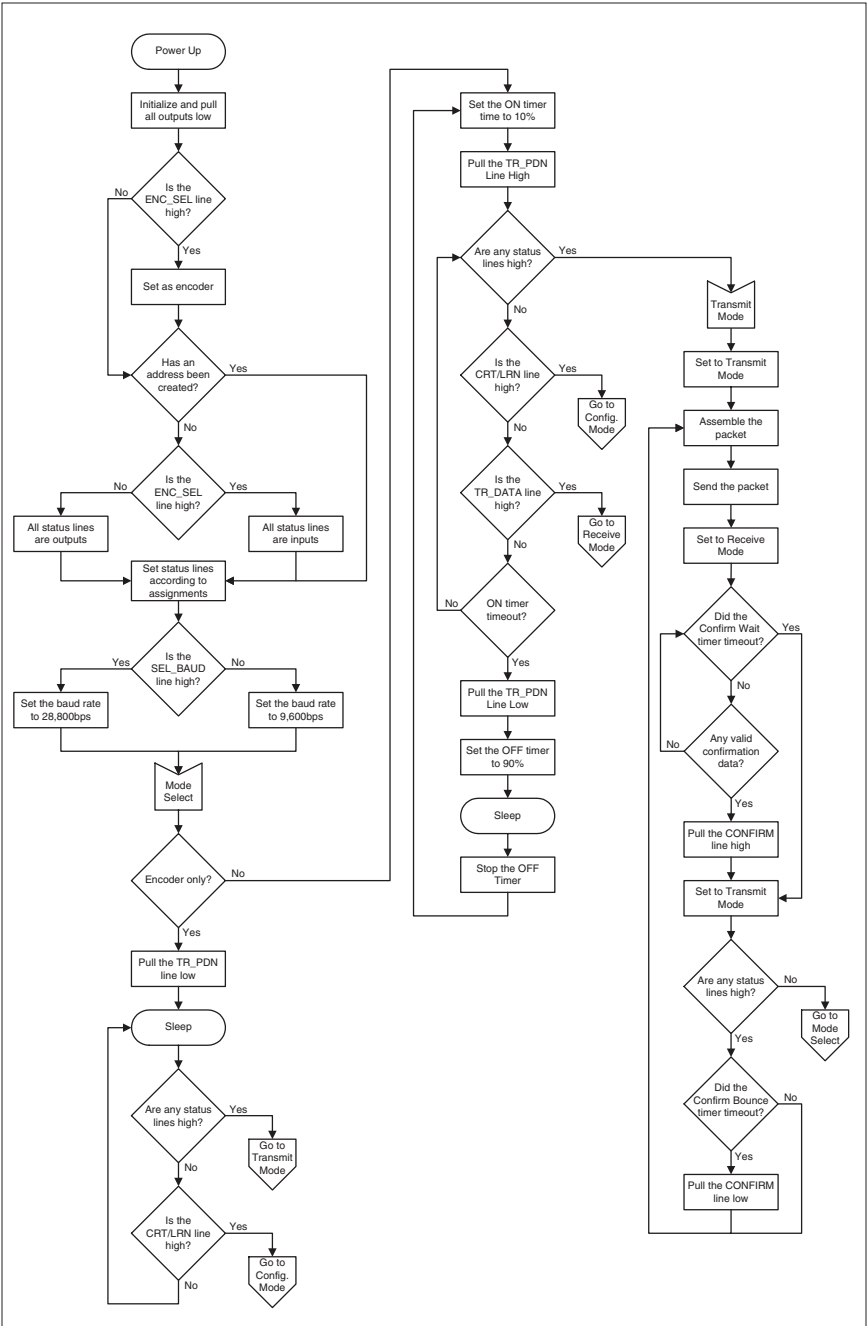 Power Up
Initialize and pull
all outputs low
Is the
ENC_SEL line
high?
No
Yes
Set as encoder
Has an
address been
created?
Yes
No
Is the
ENC_SEL
line high?
No
Yes
All status lines
are outputs
All status lines
are inputs
Set status lines
according to
assignments
Is the
SEL_BAUD
line high?
Yes
No
Set the baud rate
to 28,800bps
Set the baud rate
to 9,600bps
Mode
Select
Encoder only?
No
Yes
Pull the TR_PDN
line low
Sleep
Are any status
lines high?
Yes
Go to
Transmit
Mode
No
Is the
CRT/LRN line
high?
Yes
Go to
Config.
Mode
No
Set the ON timer
time to 10%
Pull the TR_PDN
Line High
Are any status
lines high?
Yes
No
Is the
CRT/LRN line
high?
Yes
Go to
Config.
Mode
No
Is the
TR_DATA line
high?
Yes
Go to
Receive
Mode
No
ON timer
timeout?
No
Yes
Pull the TR_PDN
Line Low
Set the OFF timer
to 90%
Sleep
Stop the OFF
Timer
Transmit
Mode
Set to Transmit
Mode
Assemble the
packet
Send the packet
Set to Receive
Mode
Did the
Confirm Wait
timer timeout?
Yes
No
Any valid
confirmation
data?
No
Yes
Pull the CONFIRM
line high
Set to Transmit
Mode
Are any status
lines high?
No
Go to
Mode
Select
Yes
Did the
Confirm Bounce
timer timeout?
No
Yes
Pull the CONFIRM
line low